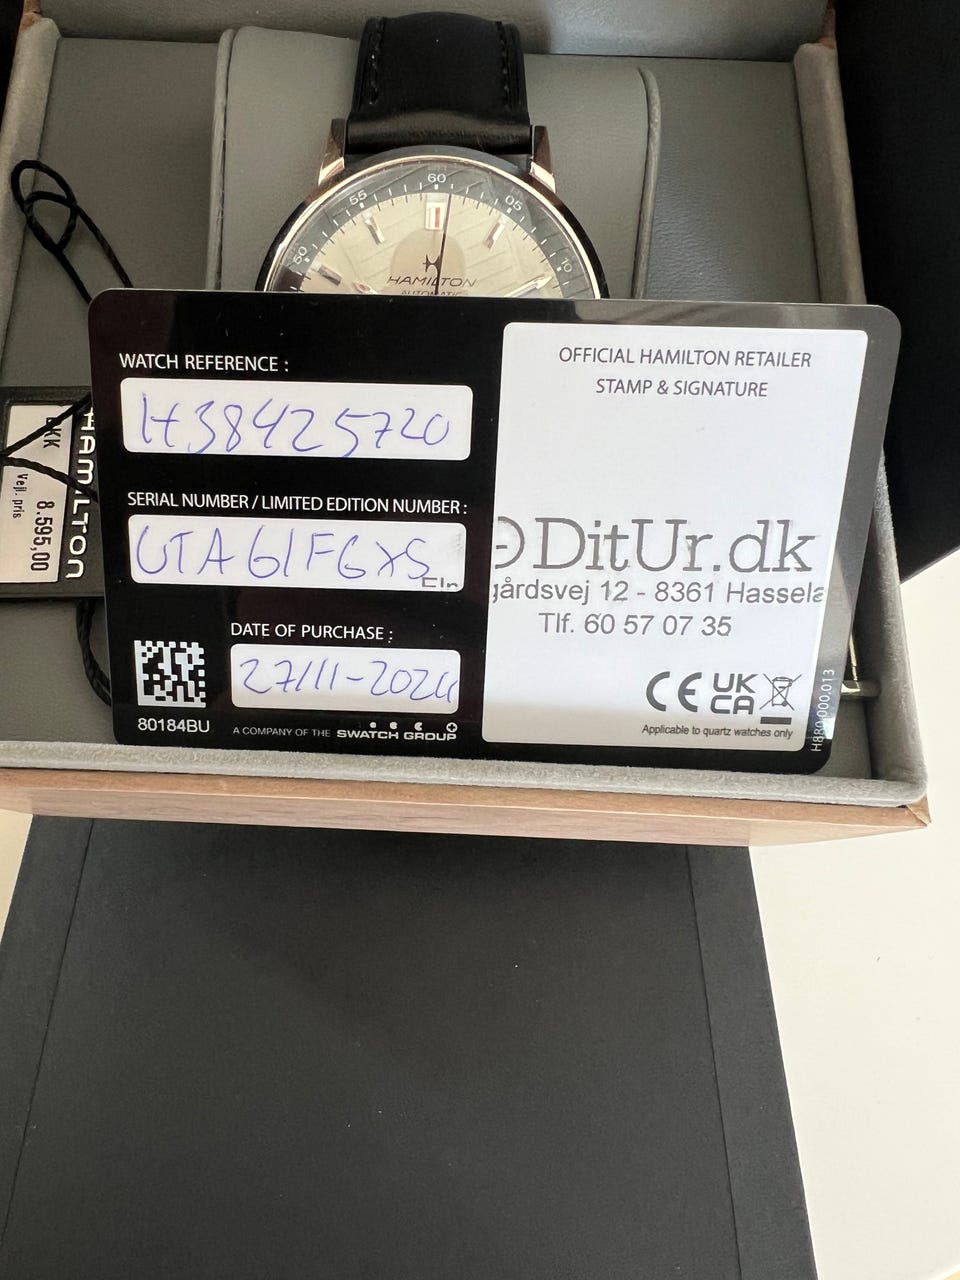 60
55
05
50
10
HAMILTON
AUTOMATIC
WATCH REFERENCE :
H38425720
SERIAL NUMBER / LIMITED EDITION NUMBER :
DATE OF PURCHASE :
27/11-2024
80184BU
A COMPANY OF THE SWATCH GROUP
OFFICIAL HAMILTON RETAILER
STAMP & SIGNATURE
DitUr.dk
gårdsvej 12 - 8361 Hassela
Tlf. 60 57 07 35
CE UK
CA
Applicable to quartz watches only
H880.000.013
HAMILTON
DKK 8.595,00
Vejl. pris